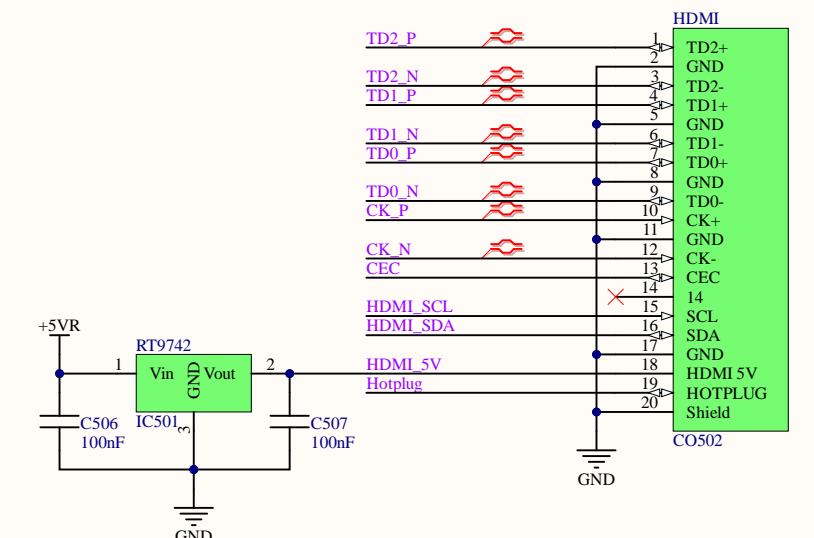 HDMI
TD2_P 1 TD2+
2 GND
TD2_N 3 TD2-
TD1_P 4 TD1+
5 GND
TD1_N 6 TD1-
TD0_P 7 TD0+
8 GND
TD0_N 9 TD0-
CK_P 10 CK+
11 GND
CK_N 12 CK-
CEC 13 CEC
14 14
HDMI_SCL 15 SCL
HDMI_SDA 16 SDA
17 GND
HDMI_5V 18 HDMI 5V
Hotplug 19 HOTPLUG
20 Shield
CO502
GND
+5VR
RT9742
1 Vin GND Vout 2
IC501 3
C506
100nF
C507
100nF
GND